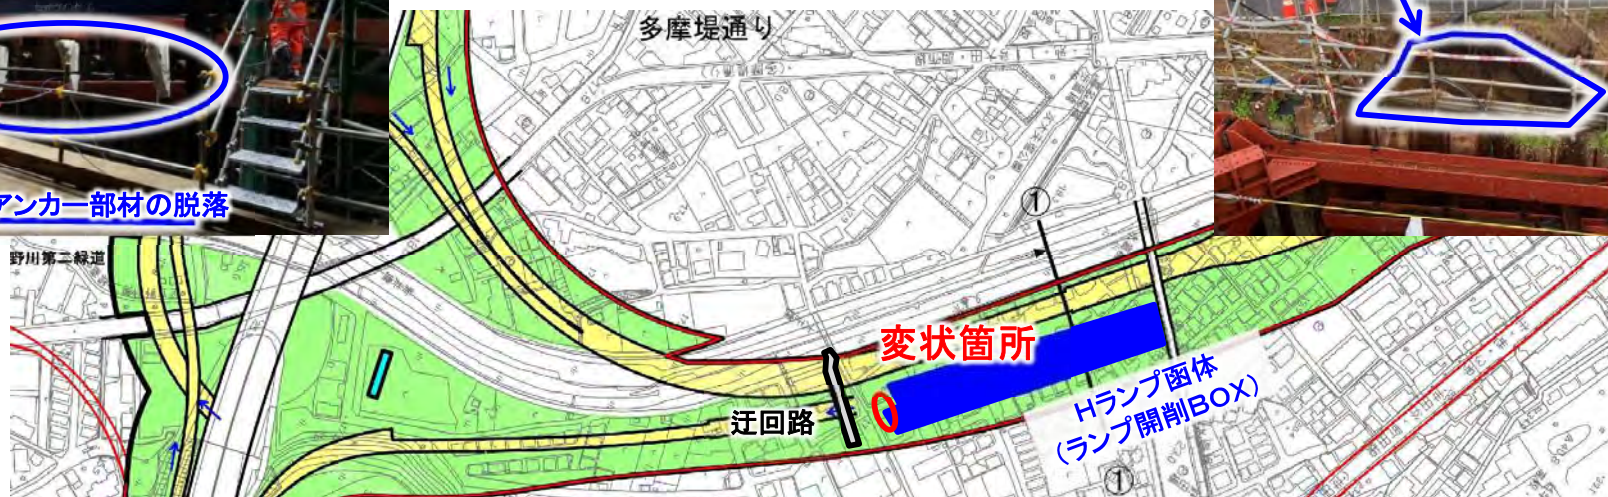 多摩堤通り
アンカー部材の脱落
野川第二緑道
①
変状箇所
迂回路
Hランプ函体
(ランプ開削BOX)
①